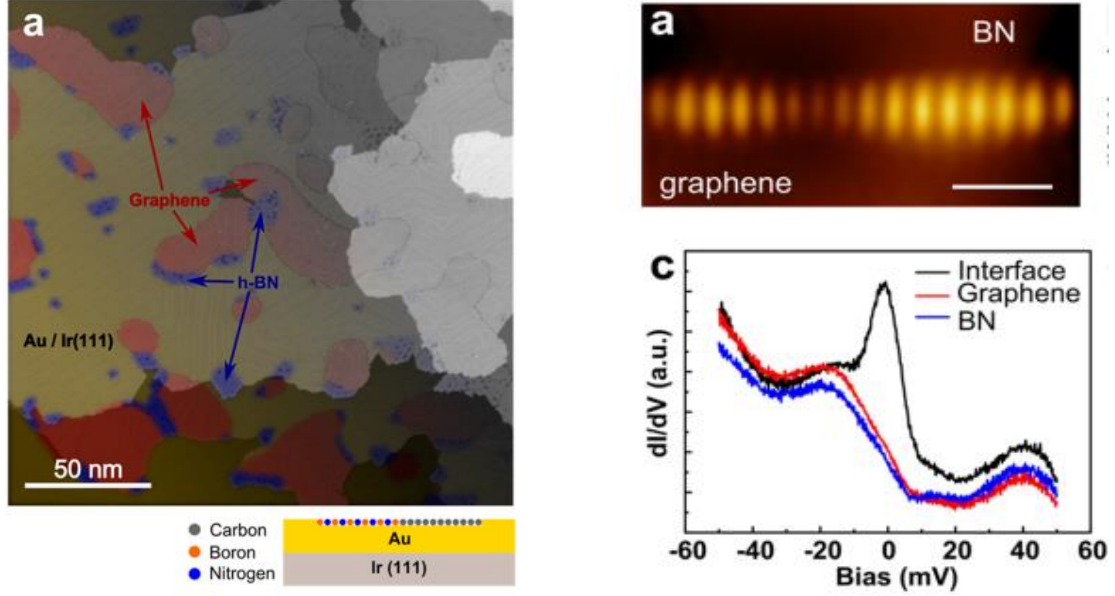 a
Graphene
h-BN
Au / Ir(111)
50 nm
Carbon
Boron
Nitrogen
Au
Ir (111)
a
BN
graphene
c
Interface
Graphene
BN
dI/dV (a.u.)
-60 -40 -20 0 20 40 60
Bias (mV)